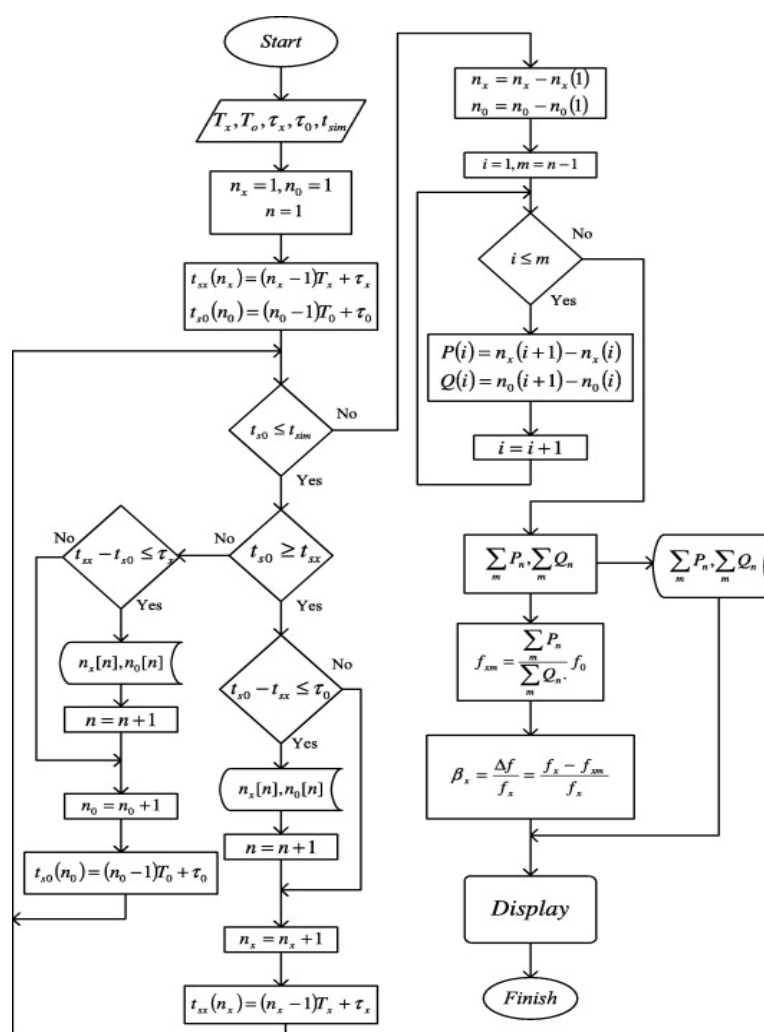 Start
T_x, T_o, τ_x, τ_0, t_sim
n_x = 1, n_0 = 1
n = 1
t_sx(n_x) = (n_x − 1)T_x + τ_x
t_s0(n_0) = (n_0 − 1)T_0 + τ_0
t_s0 ≤ t_sim
No
Yes
t_s0 ≥ t_sx
No
Yes
t_sx − t_s0 ≤ τ_x
No
Yes
n_x[n], n_0[n]
n = n + 1
n_0 = n_0 + 1
t_s0(n_0) = (n_0 − 1)T_0 + τ_0
t_s0 − t_sx ≤ τ_0
No
Yes
n_x[n], n_0[n]
n = n + 1
n_x = n_x + 1
t_sx(n_x) = (n_x − 1)T_x + τ_x
n_x = n_x − n_x(1)
n_0 = n_0 − n_0(1)
i = 1, m = n − 1
i ≤ m
No
Yes
P(i) = n_x(i + 1) − n_x(i)
Q(i) = n_0(i + 1) − n_0(i)
i = i + 1
∑_m P_n, ∑_m Q_n
∑_m P_n, ∑_m Q_n
f_xm = (∑_m P_n) / (∑_m Q_n.) f_0
β_x = Δf / f_x = (f_x − f_xm) / f_x
Display
Finish